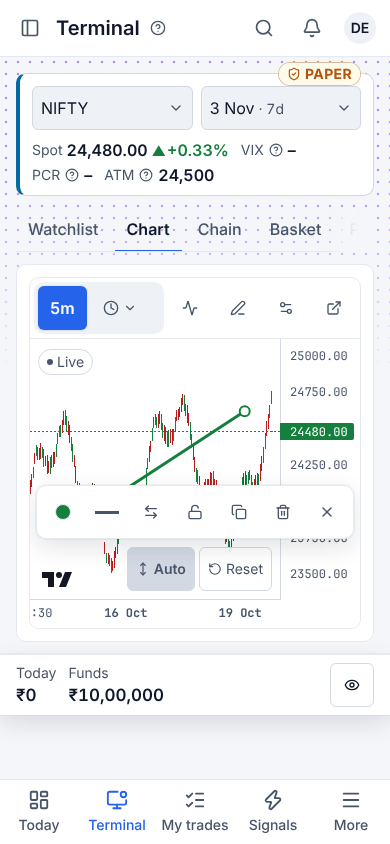 Terminal
DE
PAPER
NIFTY
3 Nov · 7d
Spot 24,480.00 ▲+0.33% VIX –
PCR – ATM 24,500
Watchlist Chart Chain Basket
5m
Live
25000.00
24750.00
24480.00
24250.00
Auto Reset
23500.00
:30 16 Oct 19 Oct
Today Funds
₹0 ₹10,00,000
Today Terminal My trades Signals More